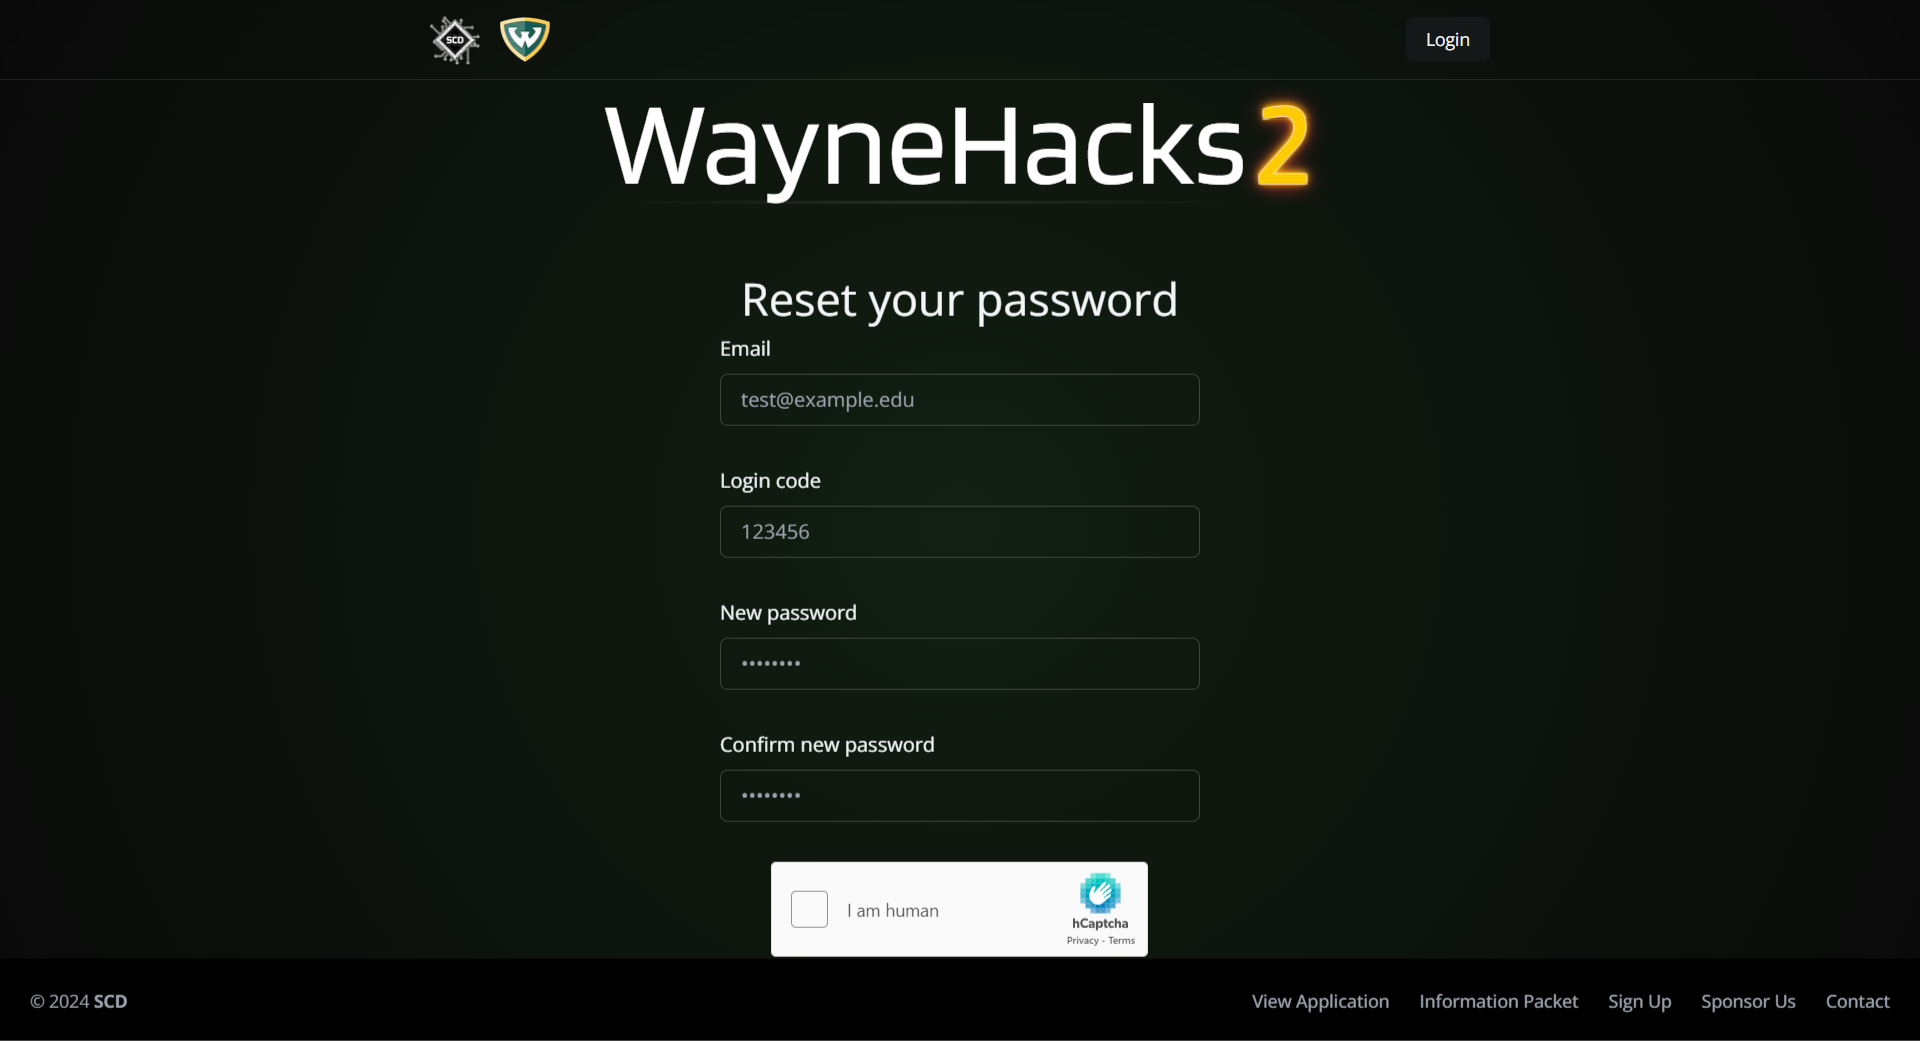 SCD
W
Login
WayneHacks 2
Reset your password
Email
test@example.edu
Login code
123456
New password
••••••••
Confirm new password
••••••••
I am human
hCaptcha
Privacy - Terms
© 2024 SCD
View Application
Information Packet
Sign Up
Sponsor Us
Contact